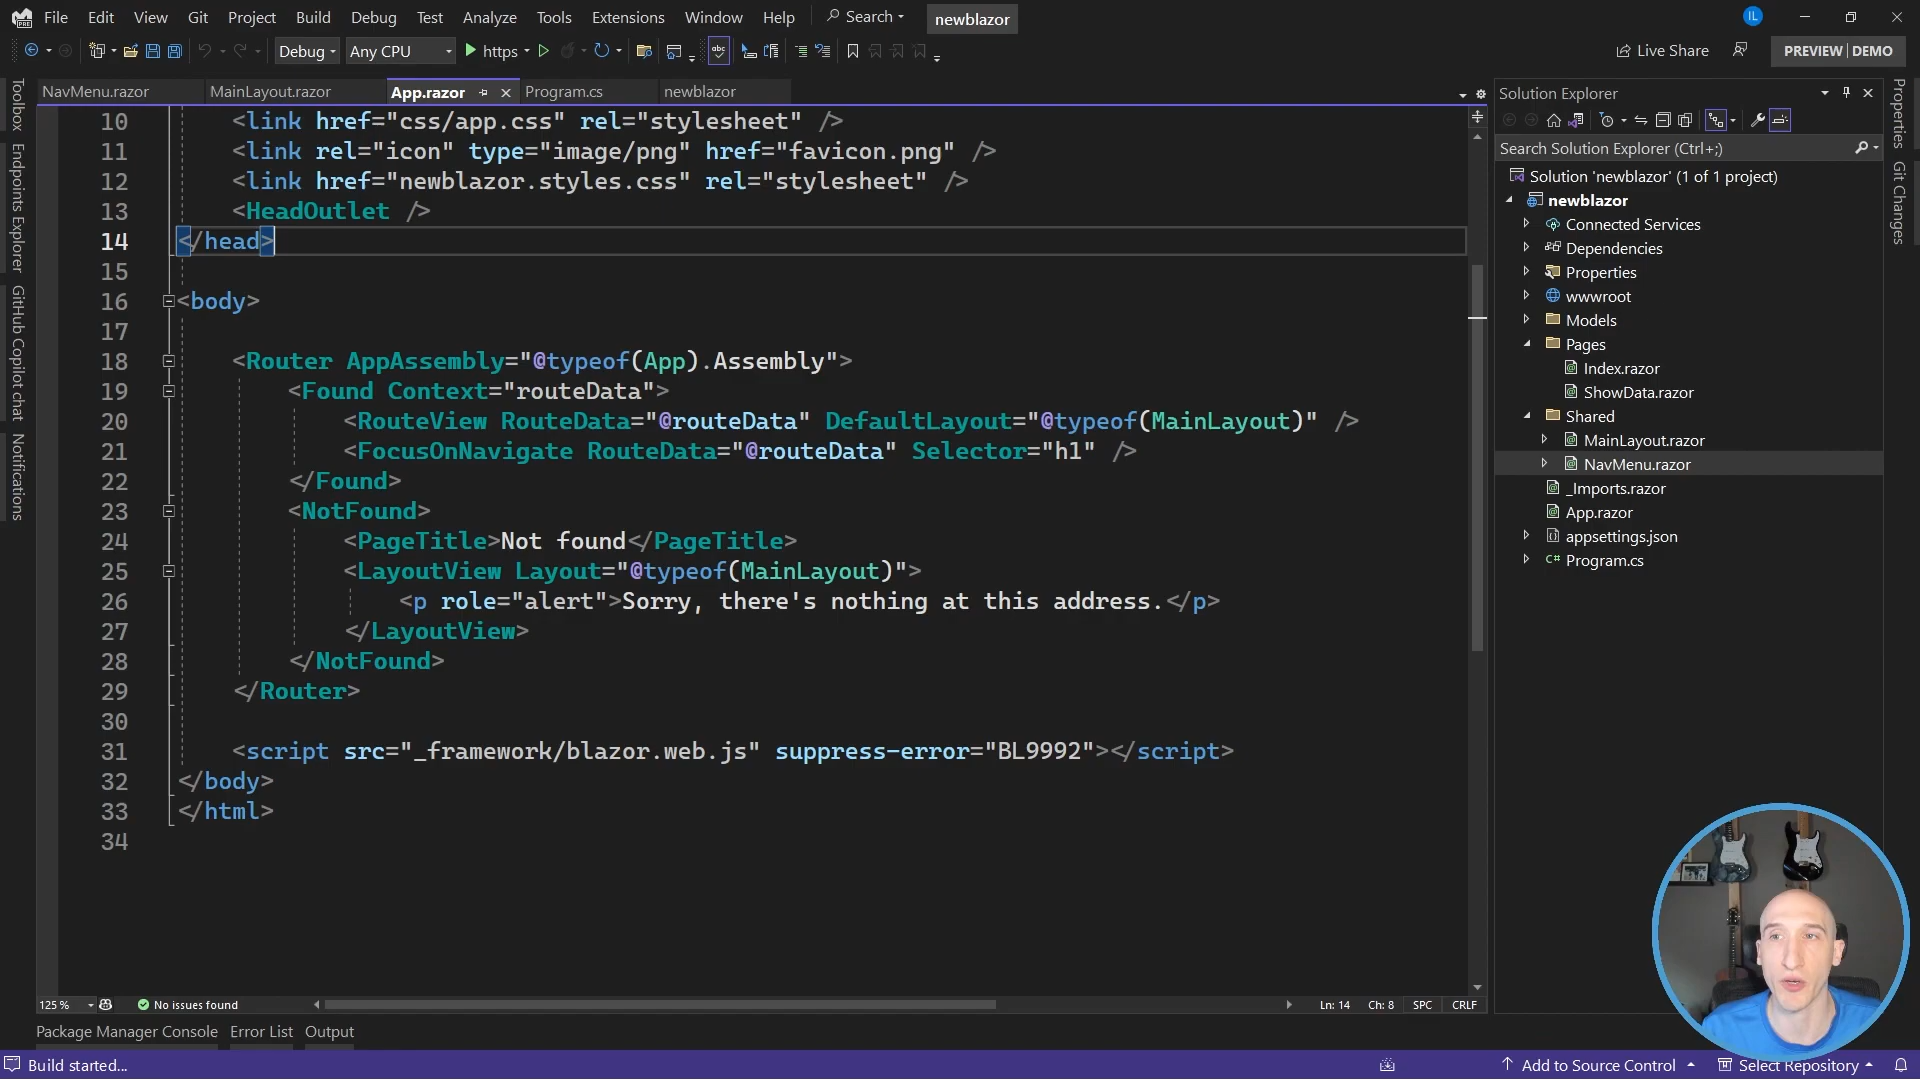 File Edit View Git Project Build Debug Test Analyze Tools Extensions Window Help Search newblazor IL
Debug Any CPU https abc Live Share PREVIEW | DEMO
NavMenu.razor MainLayout.razor App.razor Program.cs newblazor
10 <link href="css/app.css" rel="stylesheet" />
11 <link rel="icon" type="image/png" href="favicon.png" />
12 <link href="newblazor.styles.css" rel="stylesheet" />
13 <HeadOutlet />
14 </head>
15
16 <body>
17
18 <Router AppAssembly="@typeof(App).Assembly">
19 <Found Context="routeData">
20 <RouteView RouteData="@routeData" DefaultLayout="@typeof(MainLayout)" />
21 <FocusOnNavigate RouteData="@routeData" Selector="h1" />
22 </Found>
23 <NotFound>
24 <PageTitle>Not found</PageTitle>
25 <LayoutView Layout="@typeof(MainLayout)">
26 <p role="alert">Sorry, there's nothing at this address.</p>
27 </LayoutView>
28 </NotFound>
29 </Router>
30
31 <script src="_framework/blazor.web.js" suppress-error="BL9992"></script>
32 </body>
33 </html>
34
125 % No issues found Ln: 14 Ch: 8 SPC CRLF
Package Manager Console Error List Output
Build started... Add to Source Control Select Repository
Toolbox
Endpoints Explorer
GitHub Copilot chat
Notifications
Solution Explorer
Search Solution Explorer (Ctrl+;)
Solution 'newblazor' (1 of 1 project)
newblazor
Connected Services
Dependencies
Properties
wwwroot
Models
Pages
Index.razor
ShowData.razor
Shared
MainLayout.razor
NavMenu.razor
_Imports.razor
App.razor
appsettings.json
C# Program.cs
Properties
Git Changes